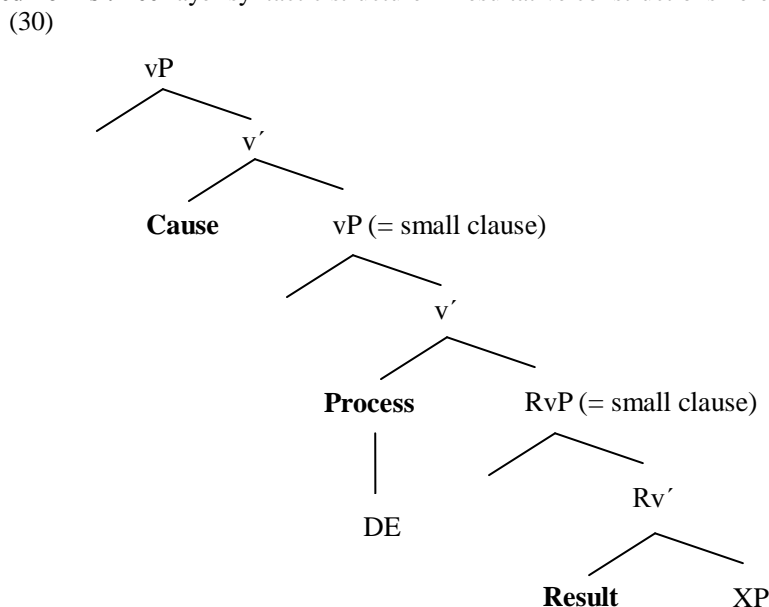 (30)
vP
v´
Cause vP (= small clause)
v´
Process RvP (= small clause)
Rv´
DE
Result XP